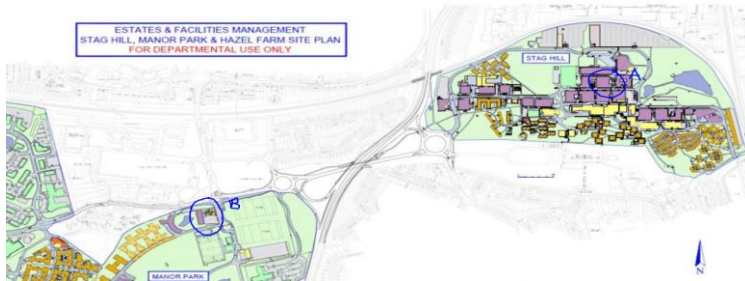 ESTATES & FACILITIES MANAGEMENT
STAG HILL, MANOR PARK & HAZEL FARM SITE PLAN
FOR DEPARTMENTAL USE ONLY
STAG HILL
A
B
MANOR PARK
N